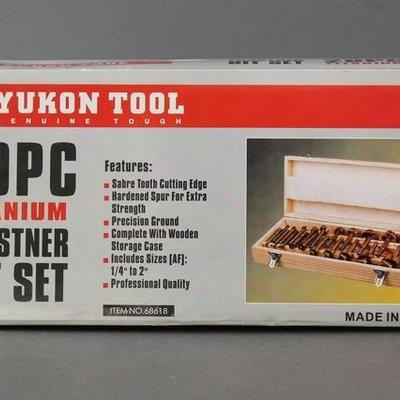 YUKON TOOL
ENUINE TOUGH
0PC
ANIUM
STNER
T SET
Features:
Sabre Tooth Cutting Edge
Hardened Spur For Extra
Strength
Precision Ground
Complete With Wooden
Storage Case
Includes Sizes [AF]:
1/4" to 2"
Professional Quality
ITEM NO.68618
MADE IN